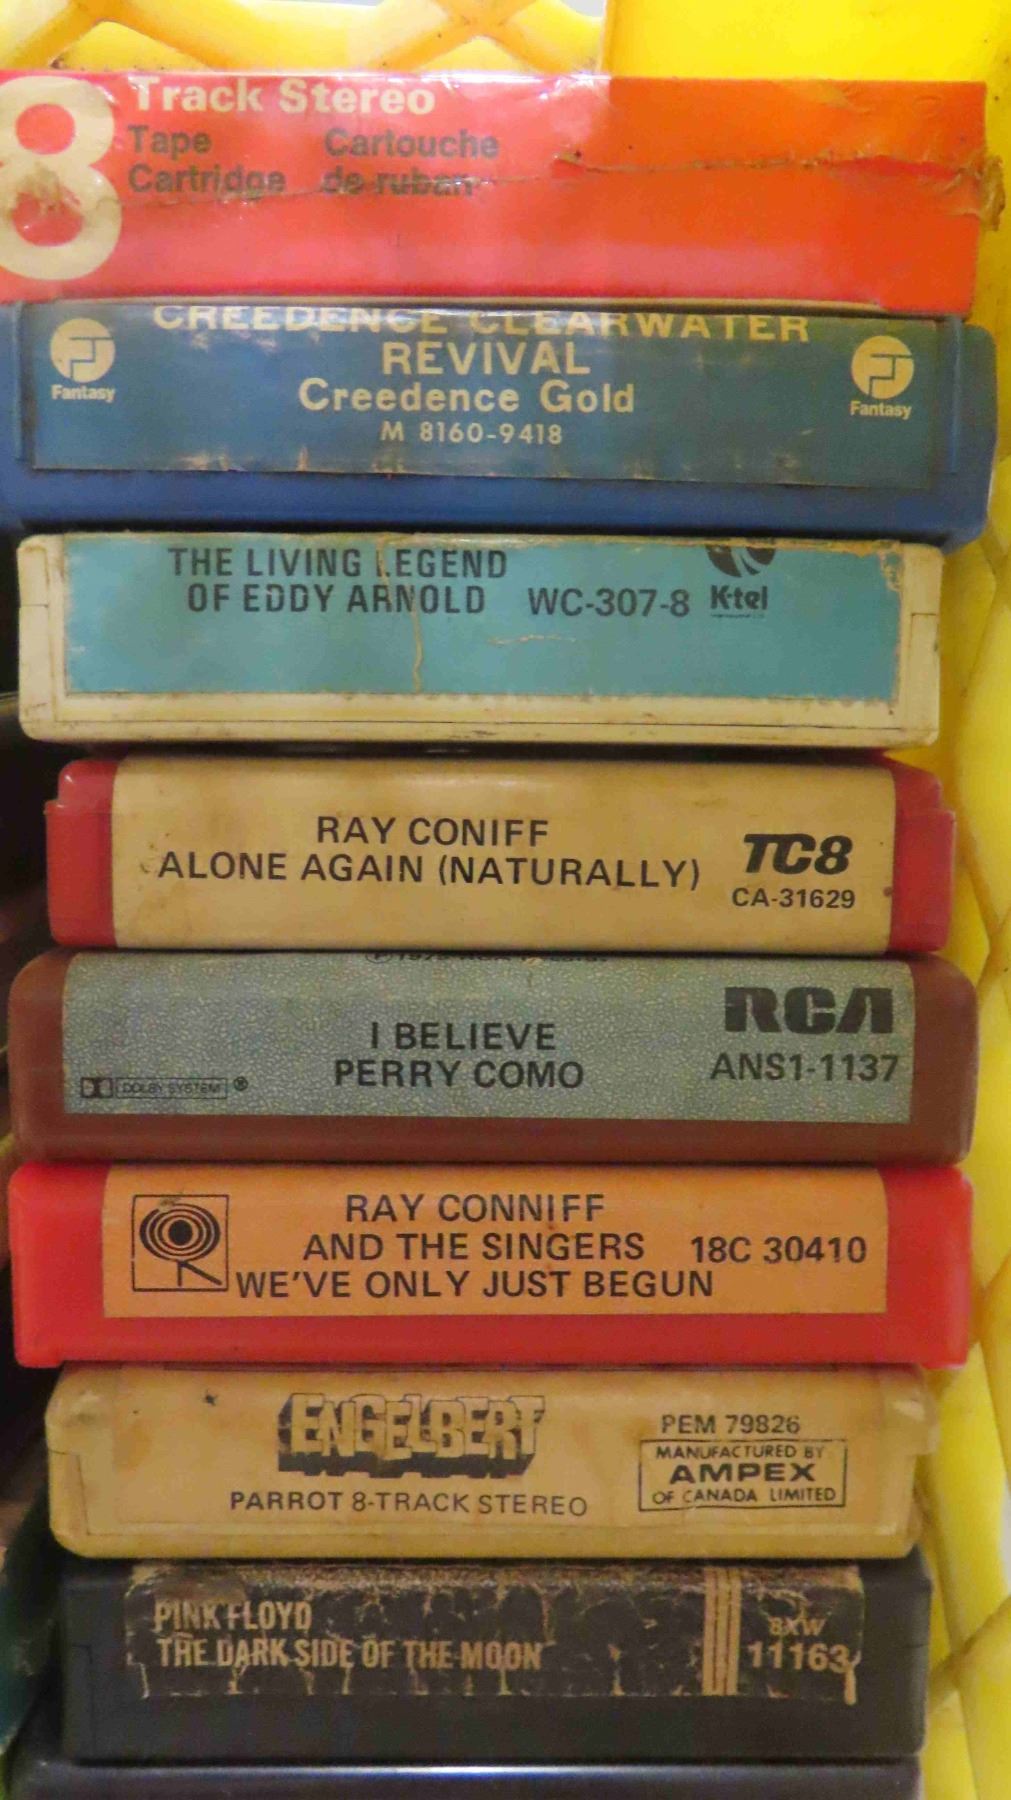 8
Track Stereo
Tape Cartouche
Cartridge de ruban
CREEDENCE CLEARWATER
REVIVAL
Creedence Gold
M 8160-9418
Fantasy
Fantasy
THE LIVING LEGEND
OF EDDY ARNOLD WC-307-8 K-tel
RAY CONIFF
ALONE AGAIN (NATURALLY)
TC8
CA-31629
I BELIEVE
PERRY COMO
RCA
ANS1-1137
DOLBY SYSTEM ®
RAY CONNIFF
AND THE SINGERS 18C 30410
WE'VE ONLY JUST BEGUN
ENGELBERT
PARROT 8-TRACK STEREO
PEM 79826
MANUFACTURED BY
AMPEX
OF CANADA LIMITED
PINK FLOYD
THE DARK SIDE OF THE MOON
8XW
11163